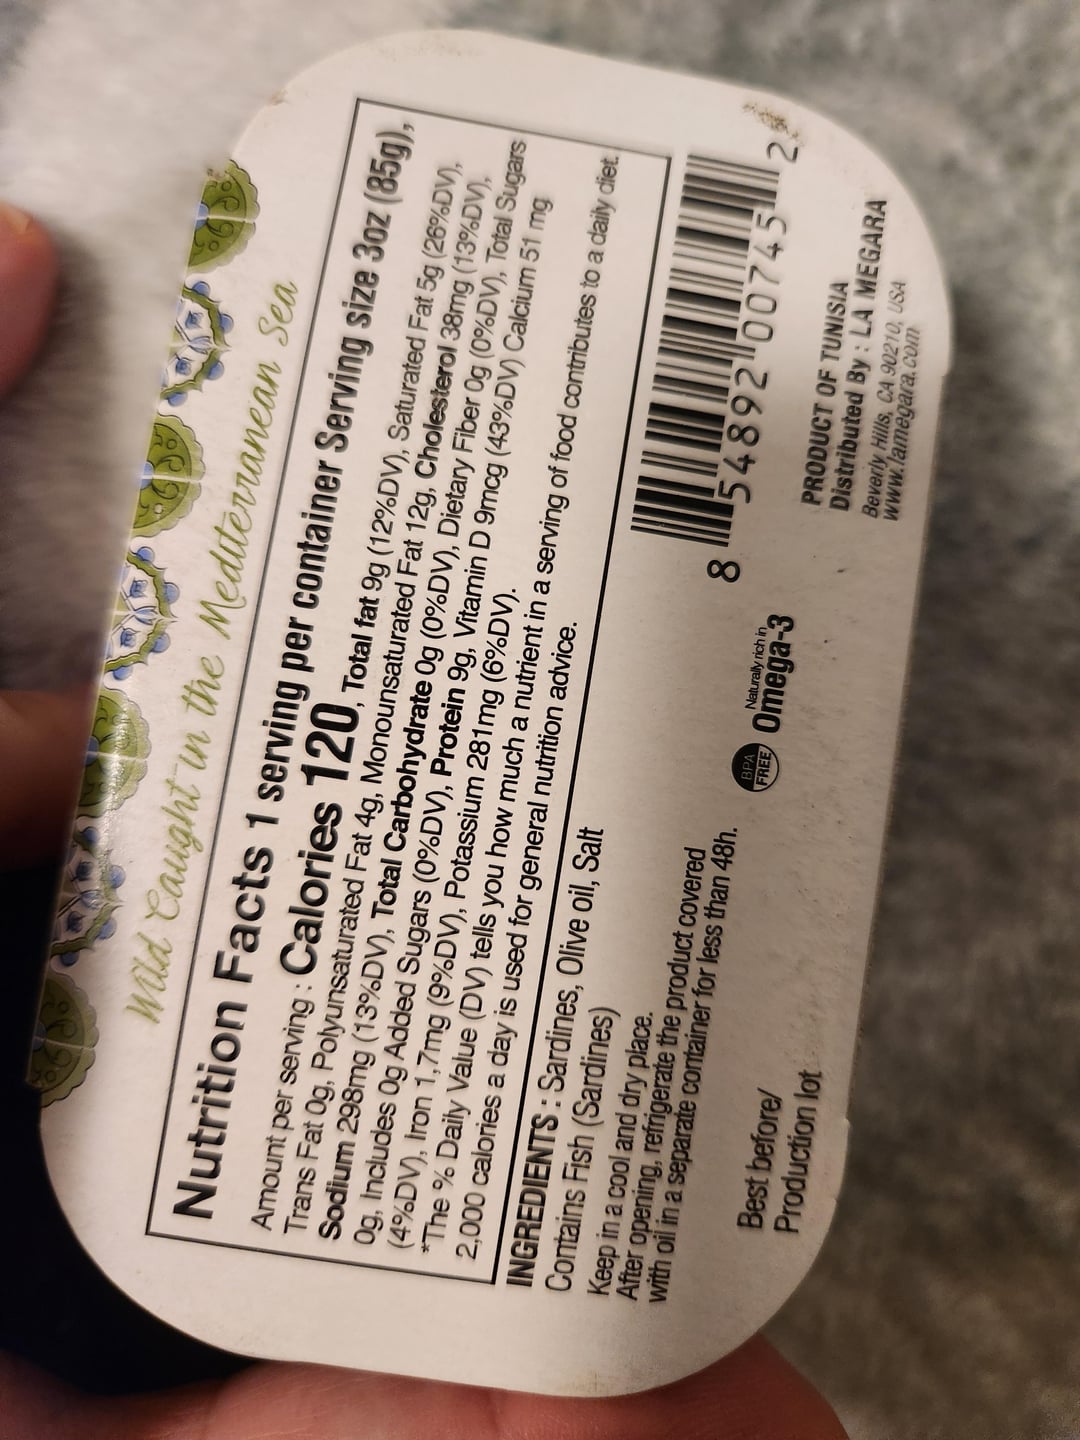 Wild Caught in the Mediterranean Sea
Nutrition Facts 1 serving per container Serving size 3oz (85g),
Amount per serving : Calories 120, Total fat 9g (12%DV), Saturated Fat 5g (26%DV),
Trans Fat 0g, Polyunsaturated Fat 4g, Monounsaturated Fat 12g, Cholesterol 38mg (13%DV),
Sodium 298mg (13%DV), Total Carbohydrate 0g (0%DV), Dietary Fiber 0g (0%DV), Total Sugars
0g, Includes 0g Added Sugars (0%DV), Protein 9g, Vitamin D 9mcg (43%DV) Calcium 51 mg
(4%DV), Iron 1,7mg (9%DV), Potassium 281mg (6%DV).
*The % Daily Value (DV) tells you how much a nutrient in a serving of food contributes to a daily diet.
2,000 calories a day is used for general nutrition advice.
INGREDIENTS : Sardines, Olive oil, Salt
Contains Fish (Sardines)
Keep in a cool and dry place.
After opening, refrigerate the product covered
with oil in a separate container for less than 48h.
Best before/
Production lot
BPA
FREE
Naturally rich in
Omega-3
8 54892 00745 2
PRODUCT OF TUNISIA
Distributed By : LA MEGARA
Beverly Hills, CA 90210, USA
www.lamegara.com